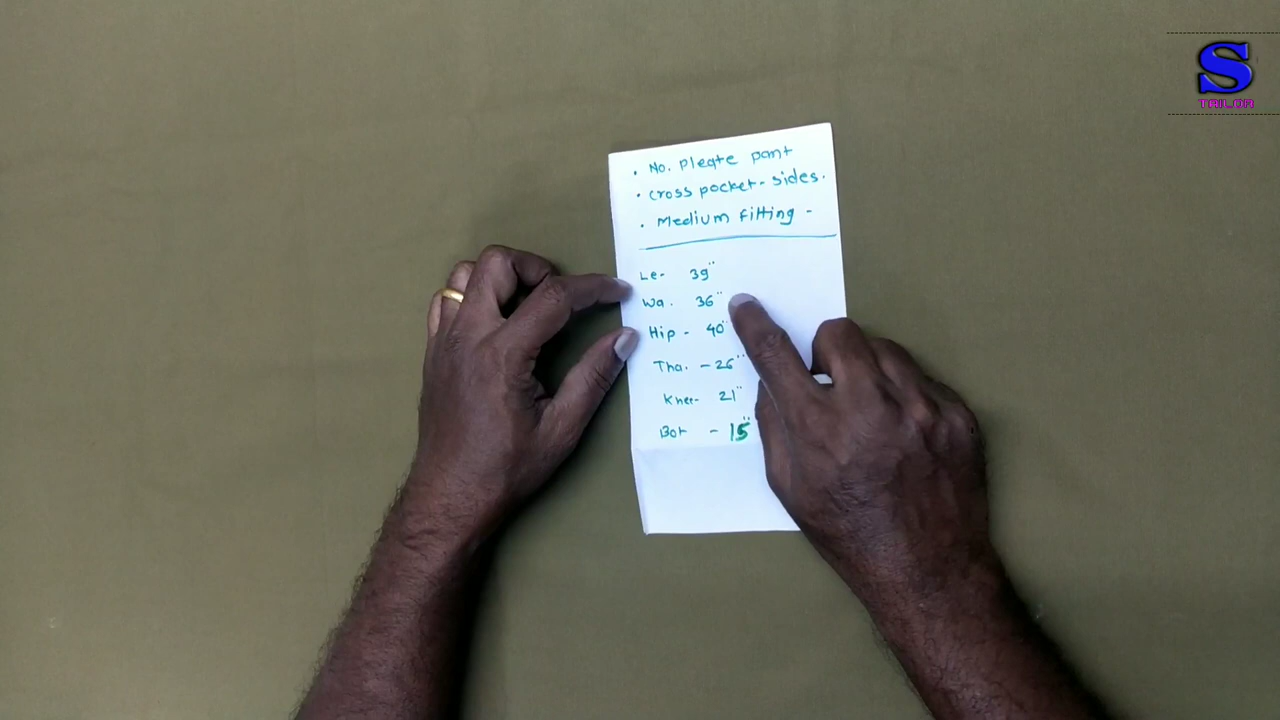 S
TAILOR
• No. Pleate pant
• Cross pocket - sides.
• Medium fitting -
Le- 39"
Wa. 36"
Hip - 40"
Tha. - 26"
Knee- 21"
Bot - 15"